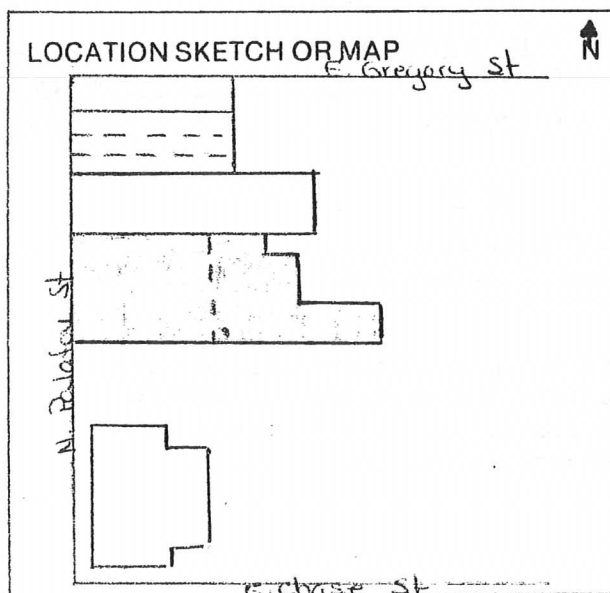 LOCATION SKETCH OR MAP
N
E. Gregory St
N. Palafox St
E. Chase St